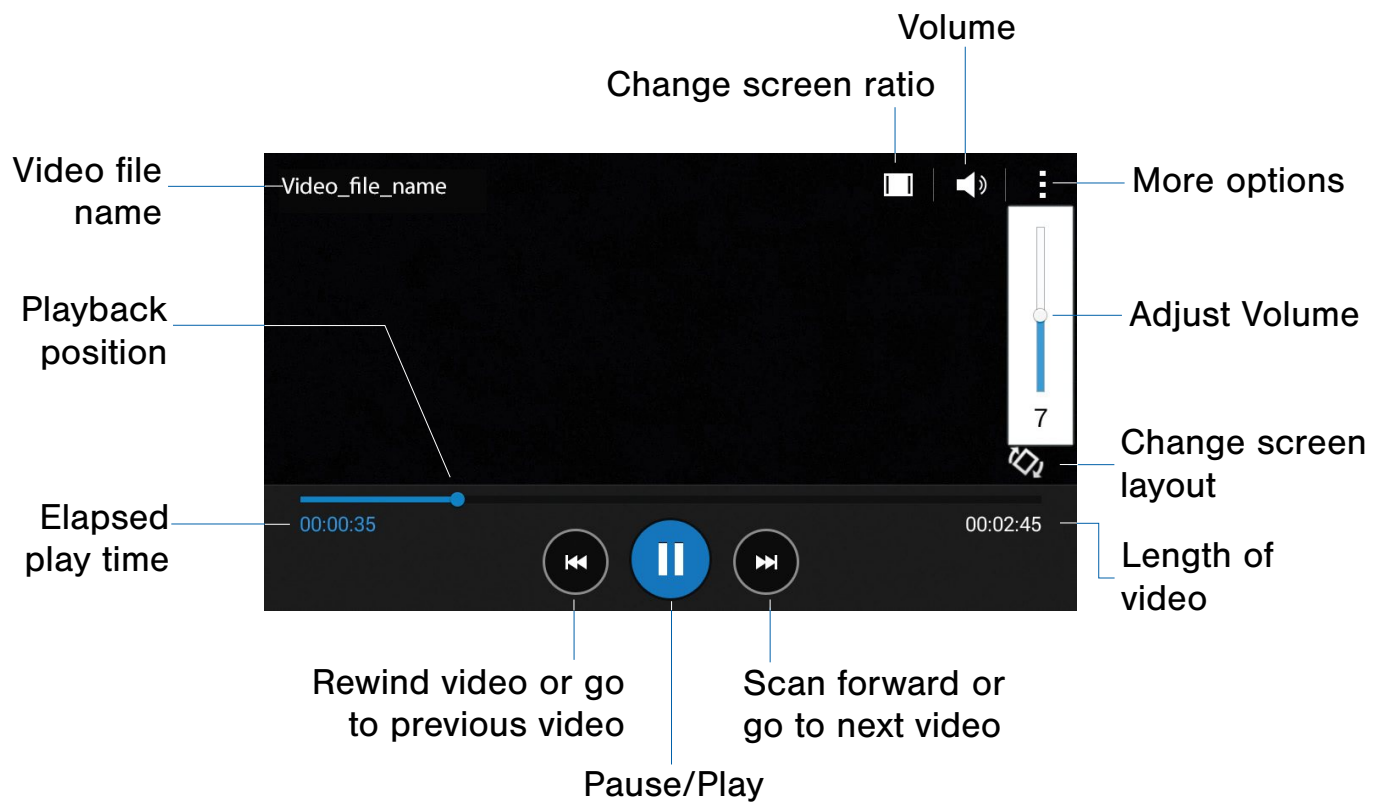 Volume
Change screen ratio
Video file
name
Video_file_name
More options
Playback
position
Adjust Volume
7
Change screen
layout
Elapsed
play time
00:00:35
00:02:45
Length of
video
Rewind video or go
to previous video
Scan forward or
go to next video
Pause/Play